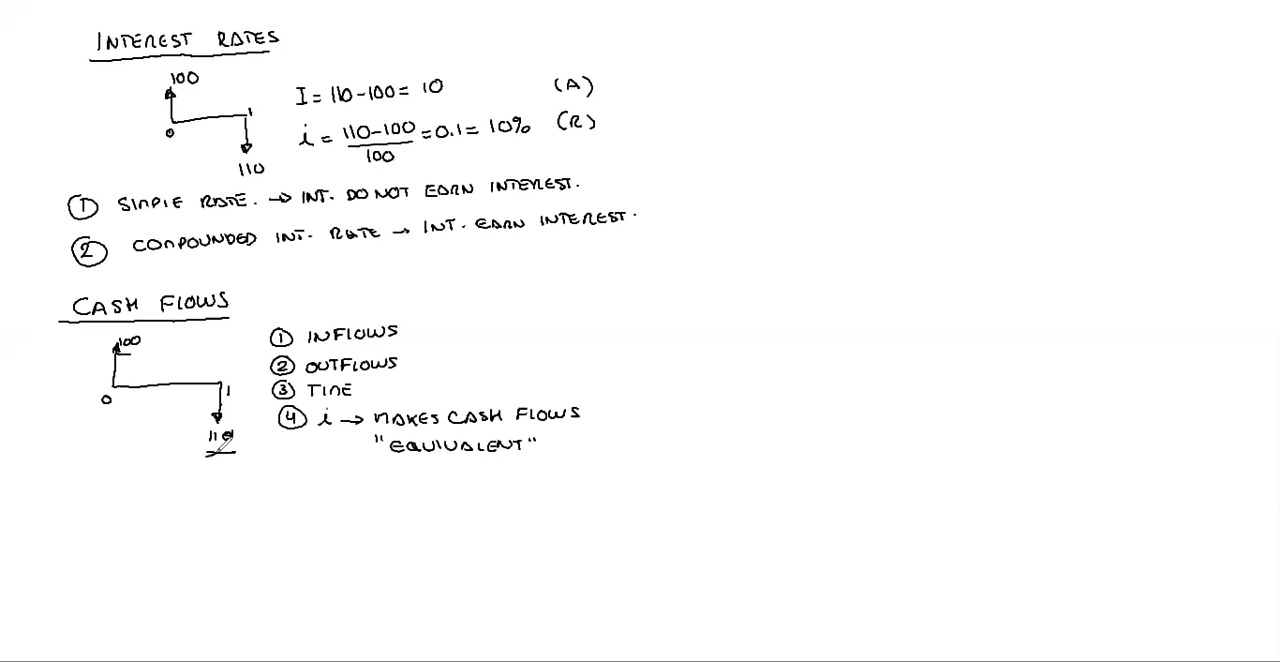 INTEREST RATES
100
I = 110-100 = 10 (A)
0 1
i = 110-100 = 0.1 = 10% (R)
100
110
① SIMPLE RATE. → INT. DO NOT EARN INTEREST.
② COMPOUNDED INT. RATE → INT. EARN INTEREST.
CASH FLOWS
100
① INFLOWS
② OUTFLOWS
0 1
③ TIME
④ i → MAKES CASH FLOWS
110
"EQUIVALENT"